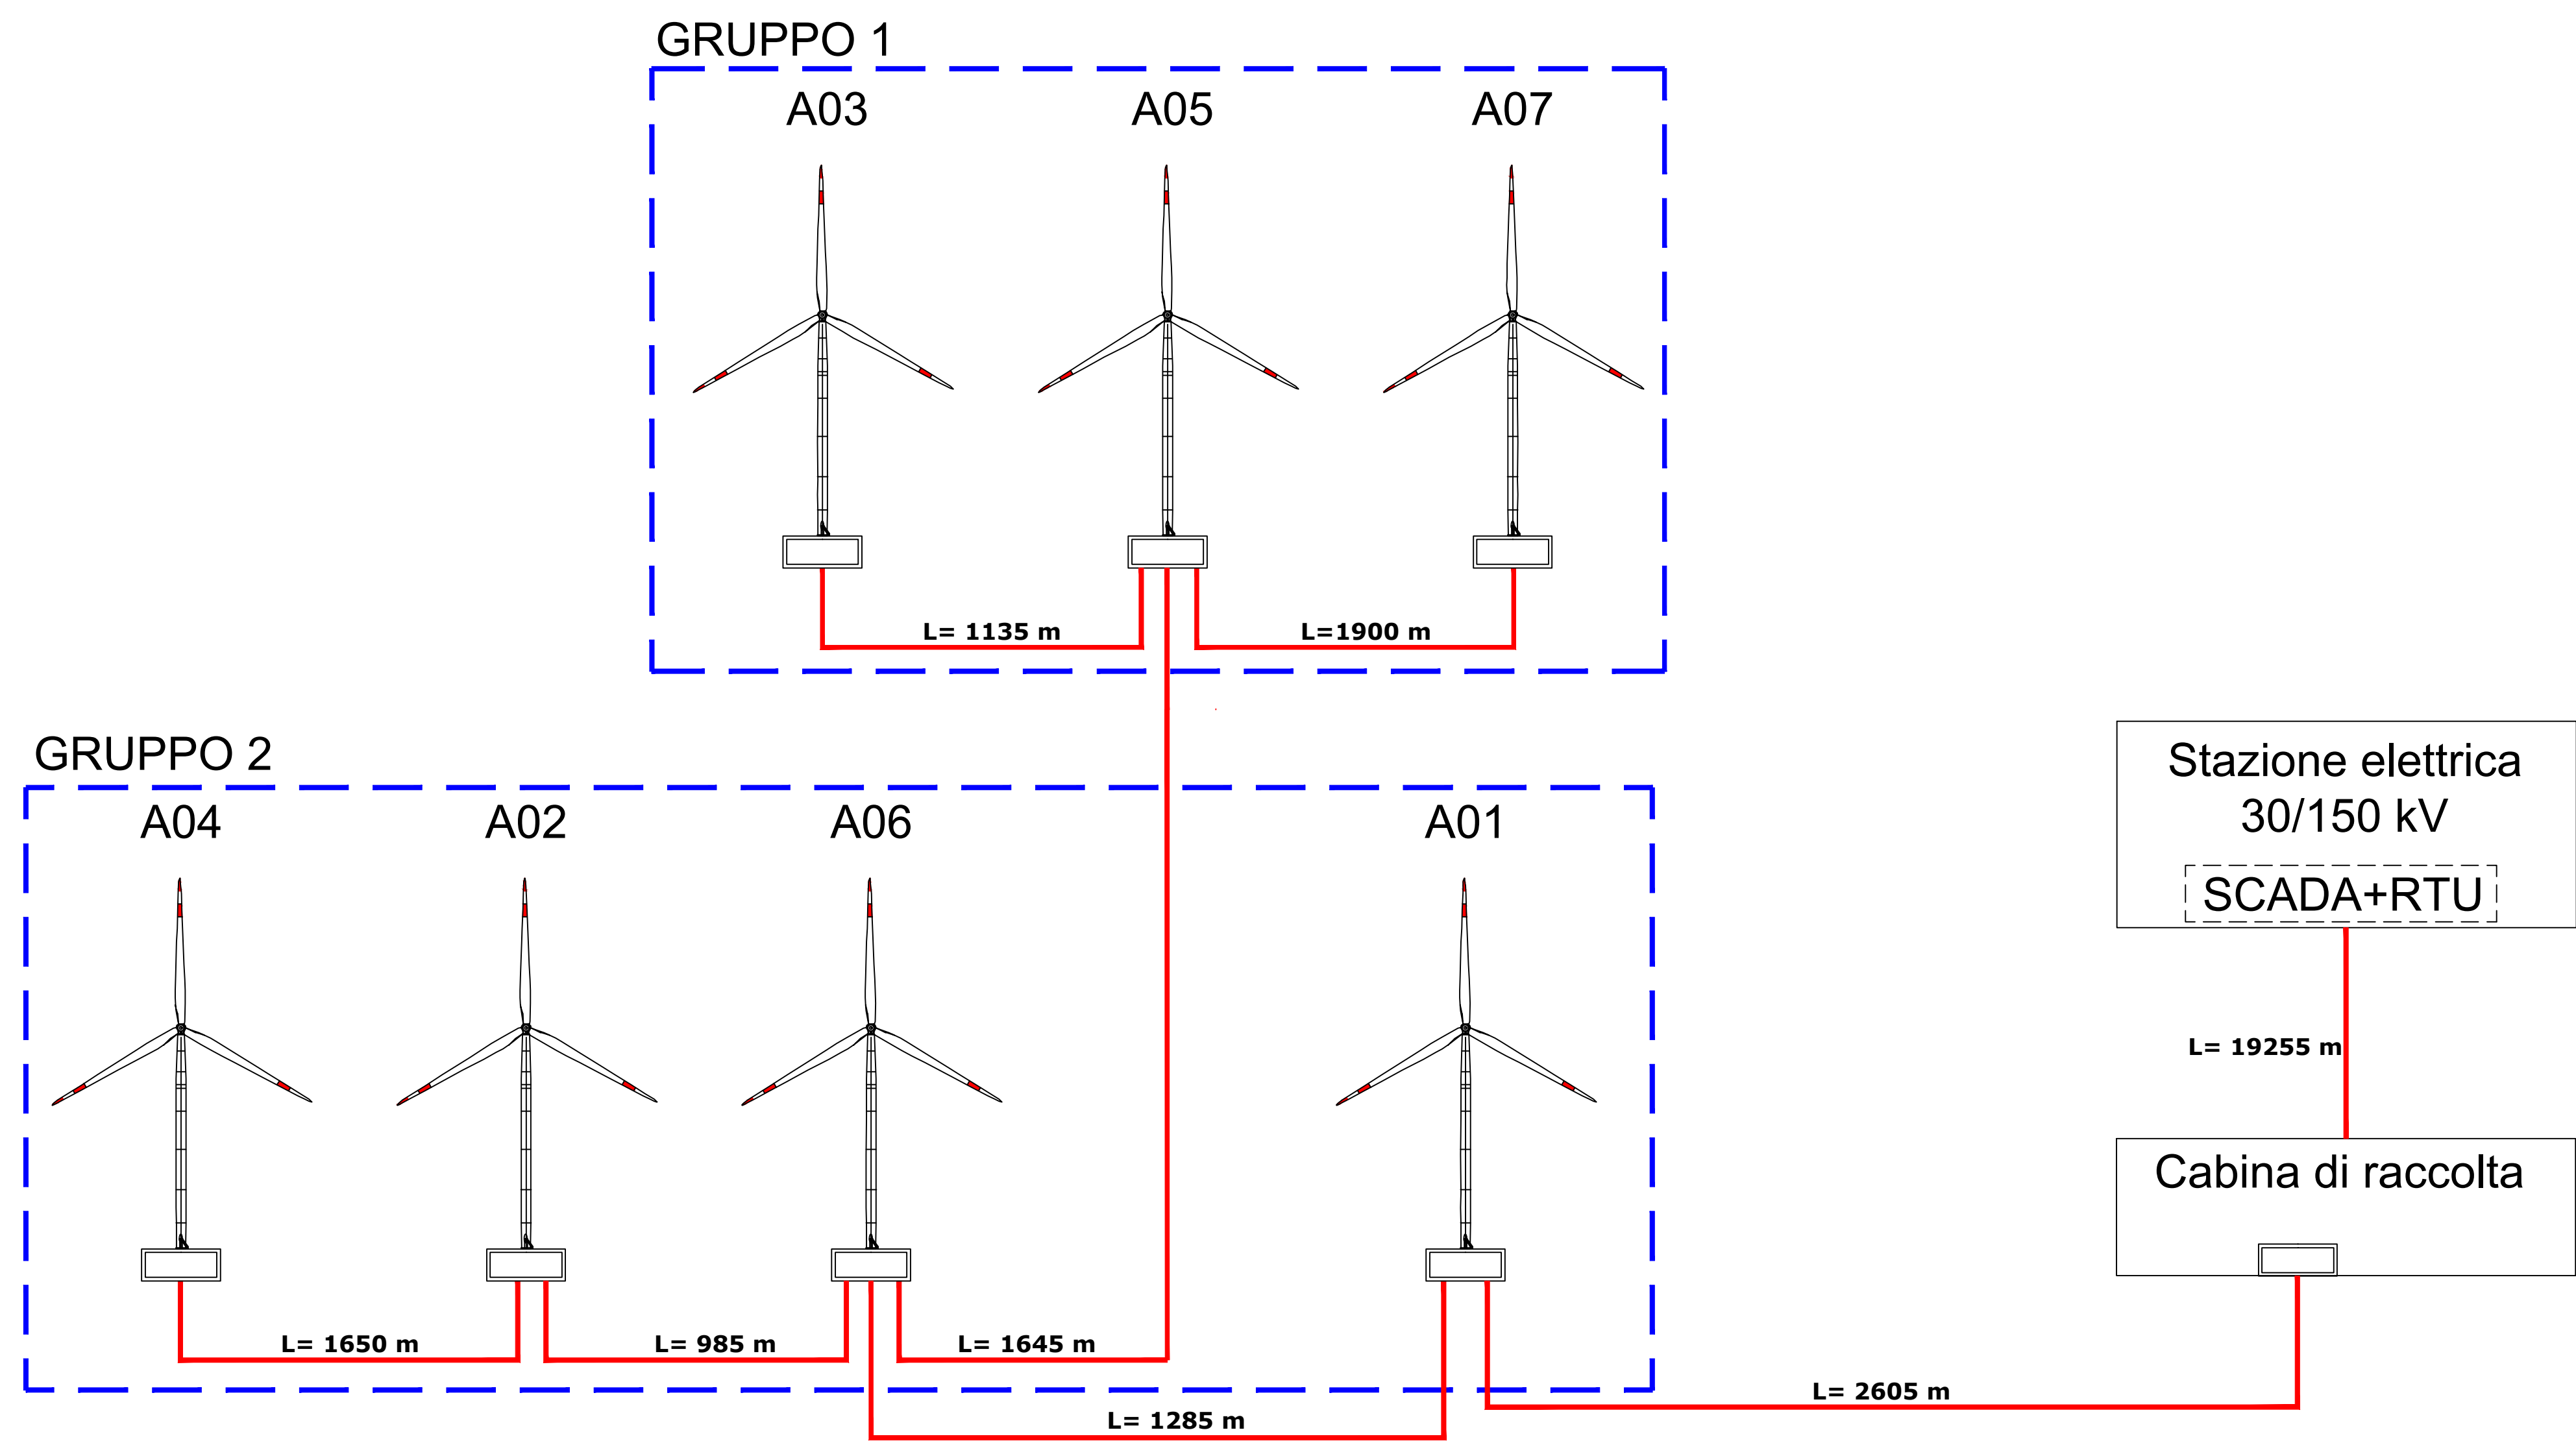 GRUPPO 1
A03
A05
A07
L= 1135 m
L=1900 m
GRUPPO 2
A04
A02
A06
A01
L= 1650 m
L= 985 m
L= 1645 m
L= 1285 m
L= 2605 m
Stazione elettrica
30/150 kV
SCADA+RTU
L= 19255 m
Cabina di raccolta